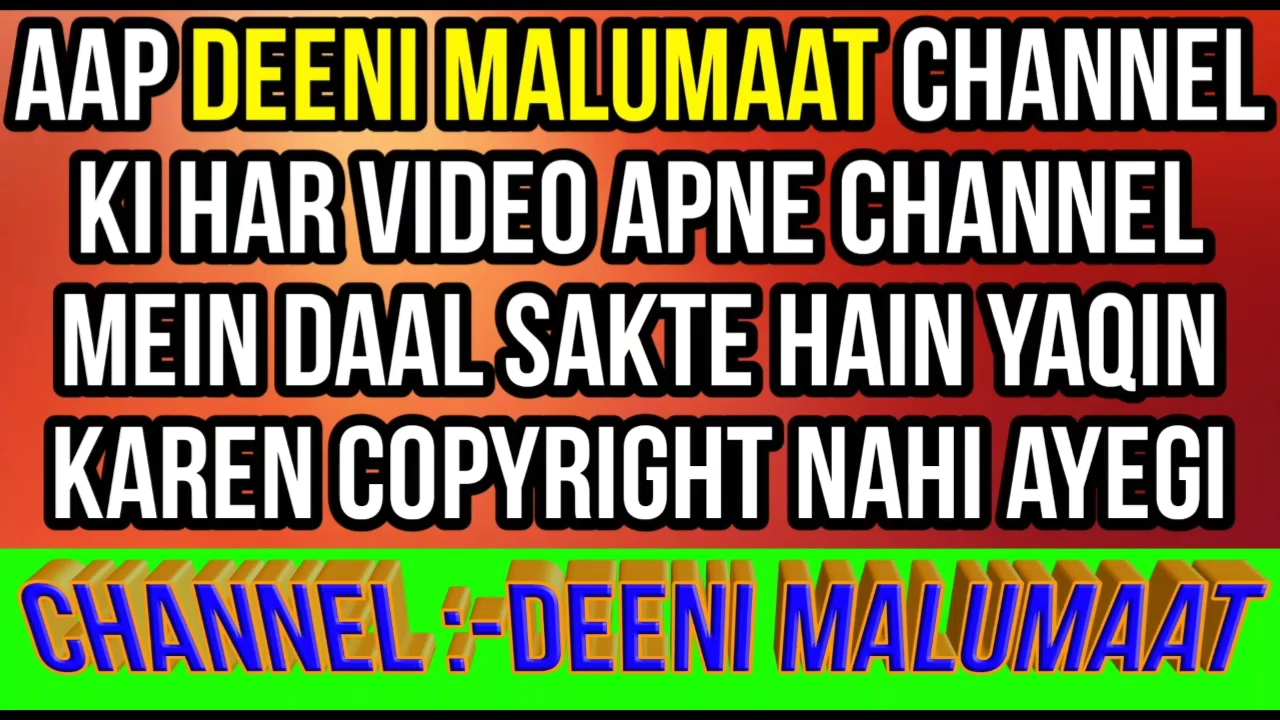 AAP DEENI MALUMAAT CHANNEL
KI HAR VIDEO APNE CHANNEL
MEIN DAAL SAKTE HAIN YAQIN
KAREN COPYRIGHT NAHI AYEGI
CHANNEL :-DEENI MALUMAAT